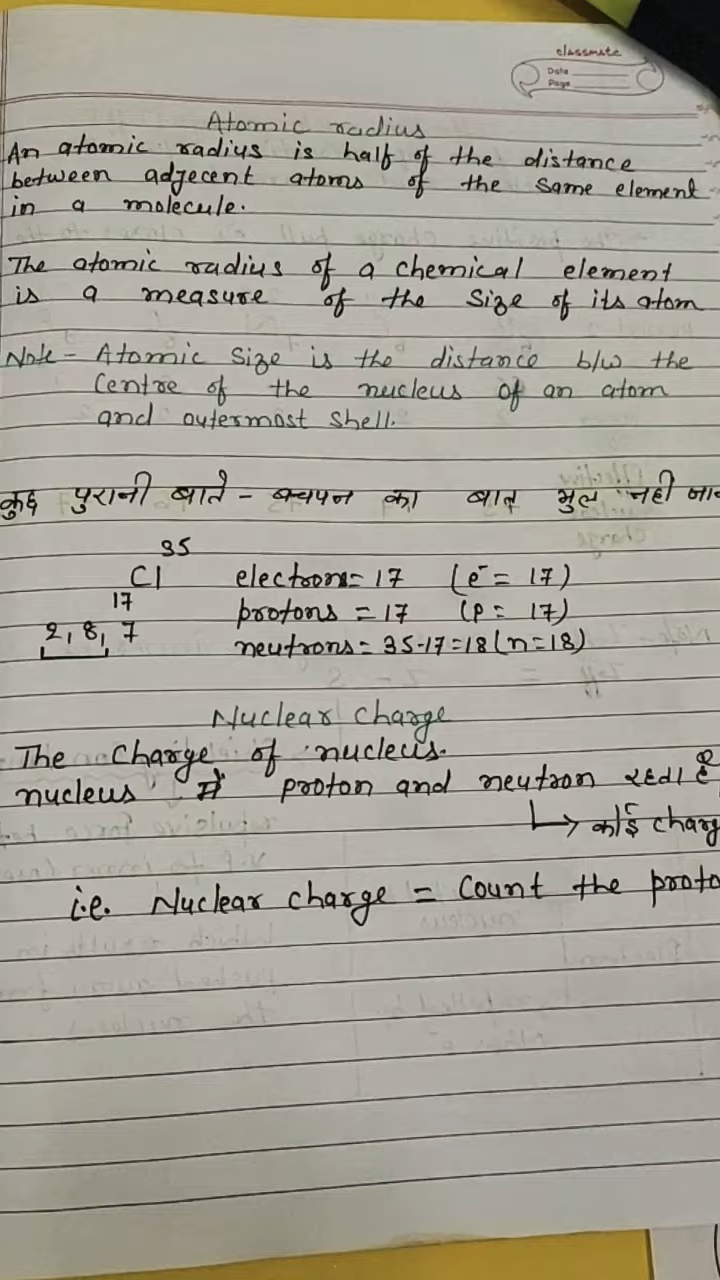 classmate
Date
Page
Atomic radius
An atomic radius is half of the distance
between adjecent atoms of the same element
in a molecule.
The atomic radius of a chemical element
is a measure of the size of its atom
Note - Atomic size is the distance b/w the
centre of the nucleus of an atom
and outermost shell.
कुछ पुरानी बाते - बचपन का बात भुल नही
35
Cl electrons = 17 (e⁻ = 17)
17
protons = 17 (p = 17)
2, 8, 7
neutrons = 35-17=18 (n=18)
Nuclear charge
The charge of nucleus.
nucleus में proton and neutron रहता है
↳ कोई charg
i.e. Nuclear charge = Count the proto